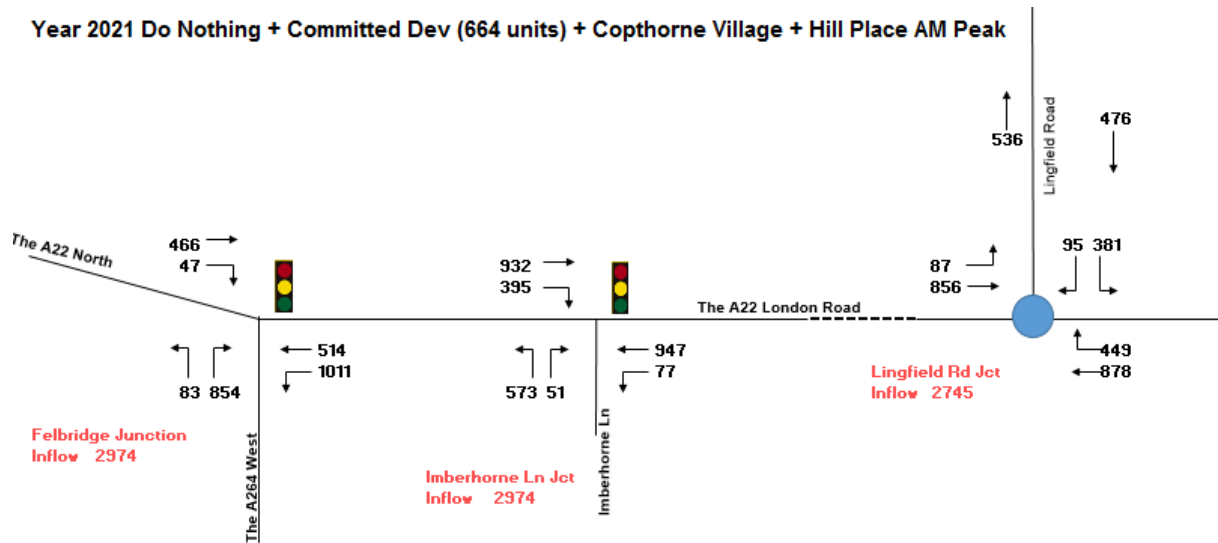 Year 2021 Do Nothing + Committed Dev (664 units) + Copthorne Village + Hill Place AM Peak
536
Lingfield Road
476
The A22 North
466
47
932
395
87
856
95 381
The A22 London Road
514
1011
947
77
449
878
83 854
573 51
Lingfield Rd Jct
Inflow 2745
Felbridge Junction
Inflow 2974
The A264 West
Imberhorne Ln Jct
Inflow 2974
Imberhorne Ln